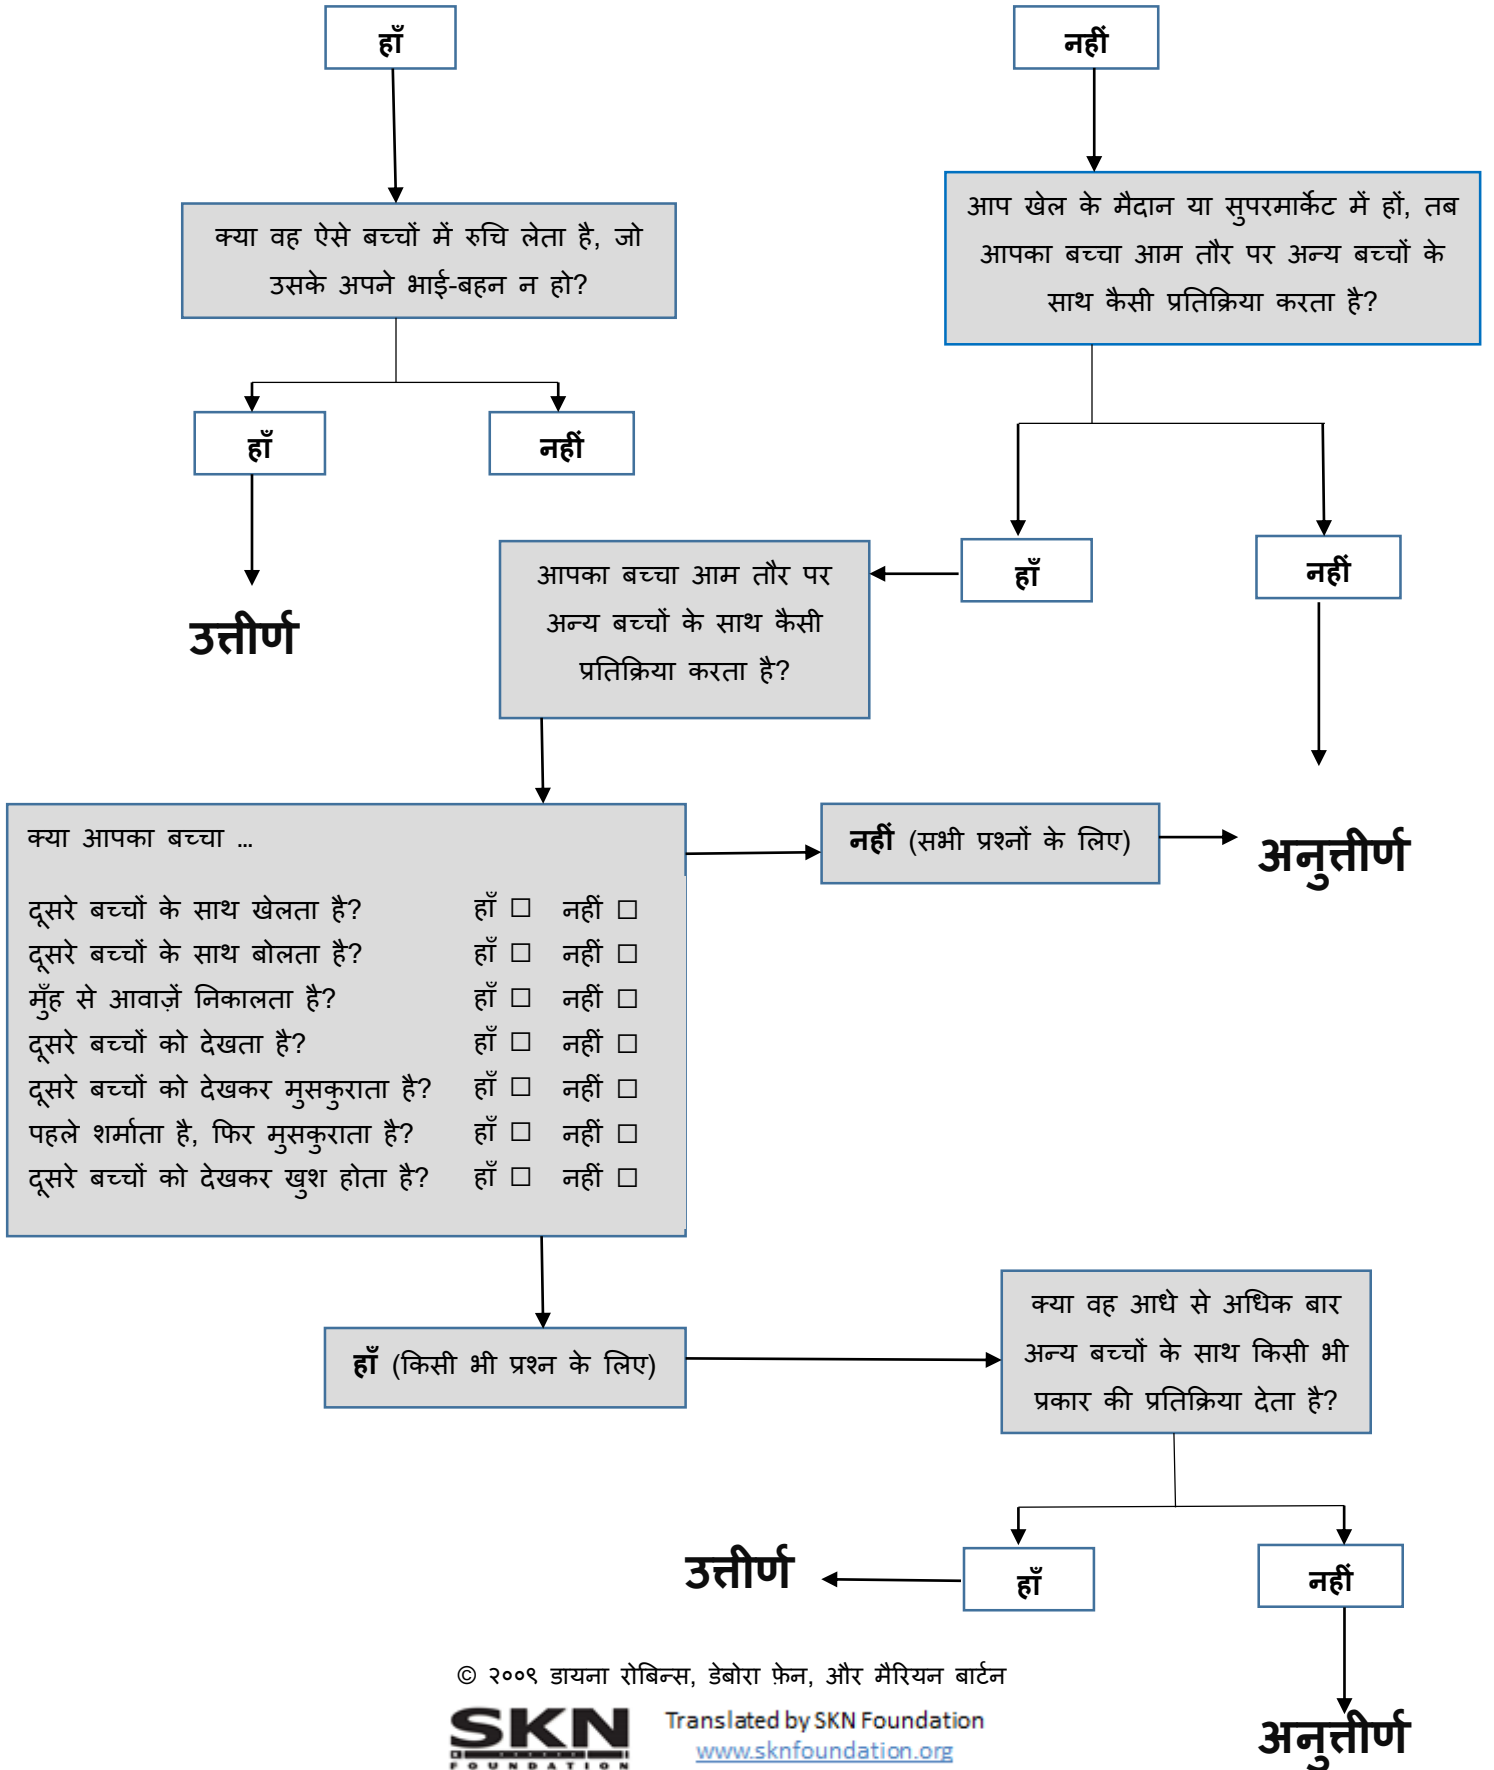 हाँ
नहीं
क्या वह ऐसे बच्चों में रुचि लेता है, जो
उसके अपने भाई-बहन न हो?
आप खेल के मैदान या सुपरमार्केट में हों, तब
आपका बच्चा आम तौर पर अन्य बच्चों के
साथ कैसी प्रतिक्रिया करता है?
हाँ
नहीं
उत्तीर्ण
हाँ
नहीं
आपका बच्चा आम तौर पर
अन्य बच्चों के साथ कैसी
प्रतिक्रिया करता है?
क्या आपका बच्चा ...
दूसरे बच्चों के साथ खेलता है? हाँ □ नहीं □
दूसरे बच्चों के साथ बोलता है? हाँ □ नहीं □
मुँह से आवाज़ें निकालता है? हाँ □ नहीं □
दूसरे बच्चों को देखता है? हाँ □ नहीं □
दूसरे बच्चों को देखकर मुसकुराता है? हाँ □ नहीं □
पहले शर्माता है, फिर मुसकुराता है? हाँ □ नहीं □
दूसरे बच्चों को देखकर खुश होता है? हाँ □ नहीं □
नहीं (सभी प्रश्नों के लिए)
अनुत्तीर्ण
हाँ (किसी भी प्रश्न के लिए)
क्या वह आधे से अधिक बार
अन्य बच्चों के साथ किसी भी
प्रकार की प्रतिक्रिया देता है?
उत्तीर्ण
हाँ
नहीं
अनुत्तीर्ण
© २००९ डायना रोबिन्स, डेबोरा फ़ेन, और मैरियन बार्टन
SKN
FOUNDATION
Translated by SKN Foundation
www.sknfoundation.org